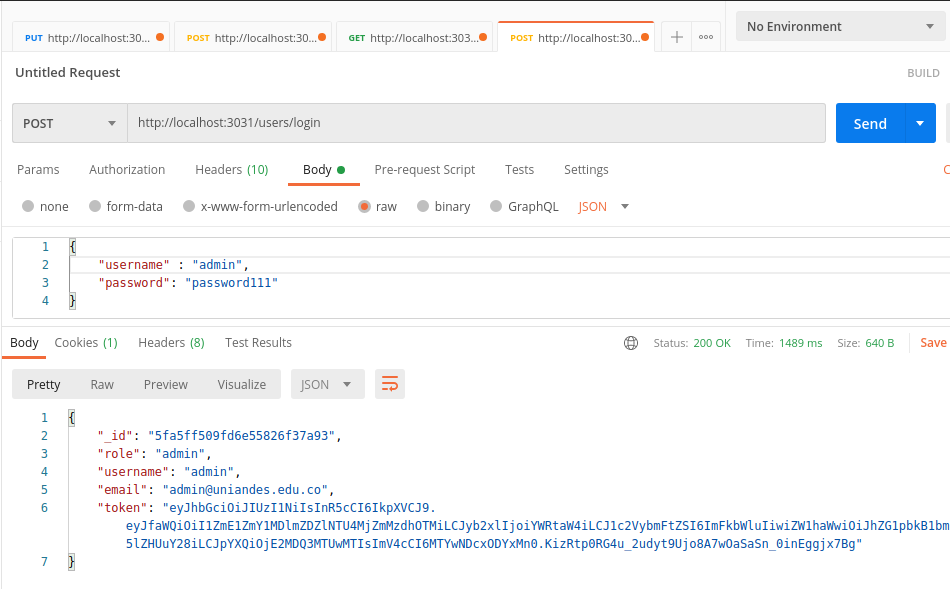 PUT http://localhost:30... POST http://localhost:30... GET http://localhost:303... POST http://localhost:30... No Environment
Untitled Request BUILD
POST http://localhost:3031/users/login Send
Params Authorization Headers (10) Body Pre-request Script Tests Settings C
none form-data x-www-form-urlencoded raw binary GraphQL JSON
1 {
2 "username" : "admin",
3 "password": "password111"
4 }
Body Cookies (1) Headers (8) Test Results Status: 200 OK Time: 1489 ms Size: 640 B Save
Pretty Raw Preview Visualize JSON
1 {
2 "_id": "5fa5ff509fd6e55826f37a93",
3 "role": "admin",
4 "username": "admin",
5 "email": "admin@uniandes.edu.co",
6 "token": "eyJhbGciOiJIUzI1NiIsInR5cCI6IkpXVCJ9.
eyJfaWQiOiI1ZmE1ZmY1MDlmZDZlNTU4MjZmMzdhOTMiLCJyb2xlIjoiYWRtaW4iLCJ1c2VybmFtZSI6ImFkbWluIiwiZW1haWwiOiJhZG1pbkB1bm
5lZHUuY28iLCJpYXQiOjE2MDQ3MTUwMTIsImV4cCI6MTYwNDcxODYxMn0.KizRtp0RG4u_2udyt9Ujo8A7wOaSaSn_0inEggjx7Bg"
7 }